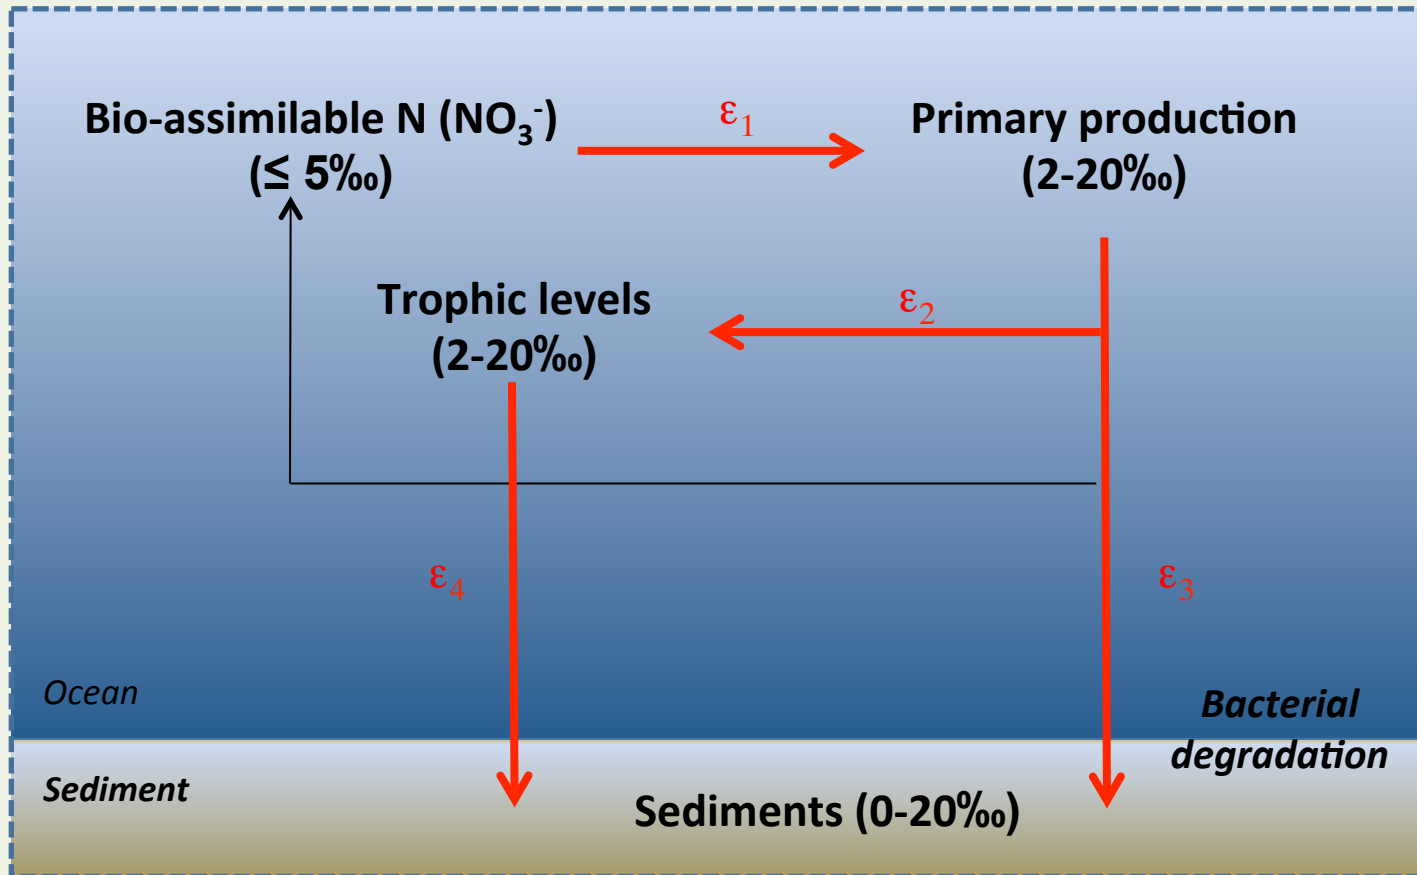 Bio-assimilable N (NO₃⁻)
(≤ 5‰)
ε₁
Primary production
(2-20‰)
Trophic levels
(2-20‰)
ε₂
ε₄
ε₃
Ocean
Bacterial
degradation
Sediment
Sediments (0-20‰)